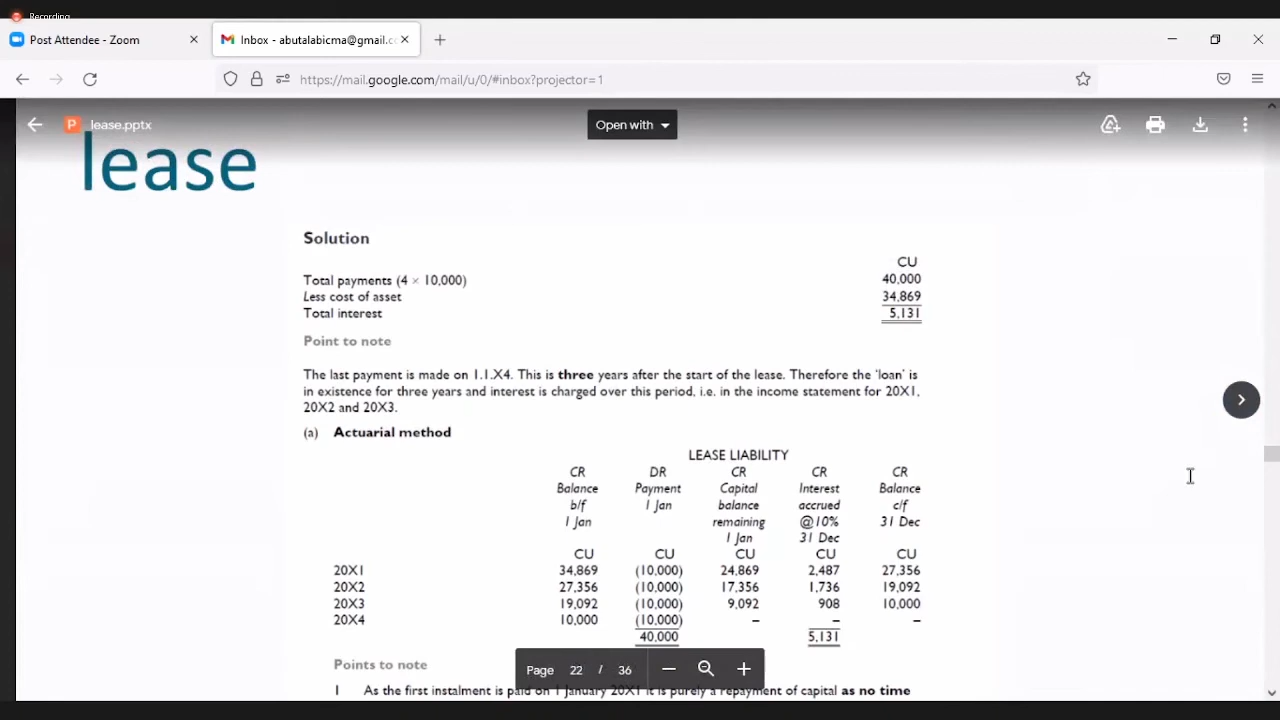 Recording
Post Attendee - Zoom
Inbox - abutalabicma@gmail.c
https://mail.google.com/mail/u/0/#inbox?projector=1
P lease.pptx
Open with
lease
Solution
CU
Total payments (4 × 10,000) 40,000
Less cost of asset 34,869
Total interest 5,131
Point to note
The last payment is made on 1.1.X4. This is three years after the start of the lease. Therefore the 'loan' is
in existence for three years and interest is charged over this period, i.e. in the income statement for 20X1,
20X2 and 20X3.
(a) Actuarial method
LEASE LIABILITY
CR DR CR CR CR
Balance Payment Capital Interest Balance
b/f 1 Jan balance accrued c/f
1 Jan remaining @10% 31 Dec
1 Jan 31 Dec
CU CU CU CU CU
20X1 34,869 (10,000) 24,869 2,487 27,356
20X2 27,356 (10,000) 17,356 1,736 19,092
20X3 19,092 (10,000) 9,092 908 10,000
20X4 10,000 (10,000) – – –
40,000 5,131
Points to note
Page 22 / 36
1 As the first instalment is paid on 1 January 20X1 it is purely a repayment of capital as no time